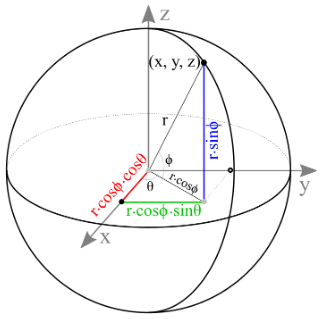 z
(x, y, z)
r
r·sinϕ
ϕ
y
r·cosϕ·cosθ
θ
r·cosϕ
x
r·cosϕ·sinθ